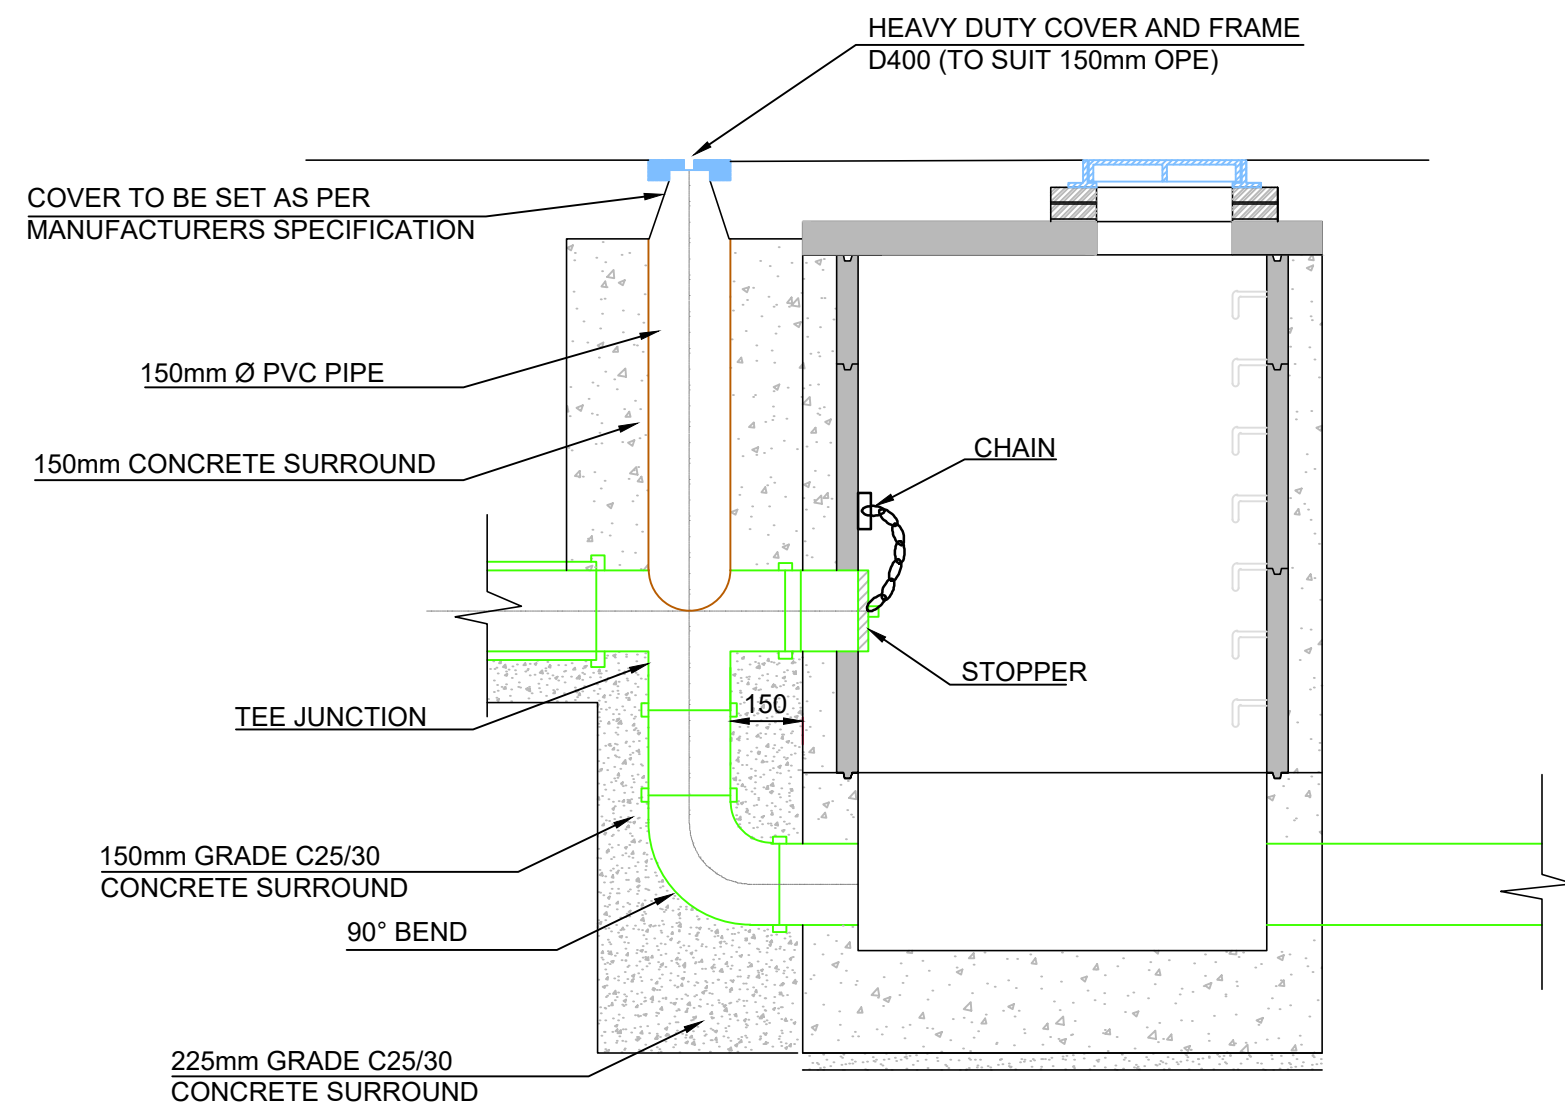 HEAVY DUTY COVER AND FRAME
D400 (TO SUIT 150mm OPE)
COVER TO BE SET AS PER
MANUFACTURERS SPECIFICATION
150mm Ø PVC PIPE
150mm CONCRETE SURROUND
CHAIN
STOPPER
150
TEE JUNCTION
150mm GRADE C25/30
CONCRETE SURROUND
90° BEND
225mm GRADE C25/30
CONCRETE SURROUND